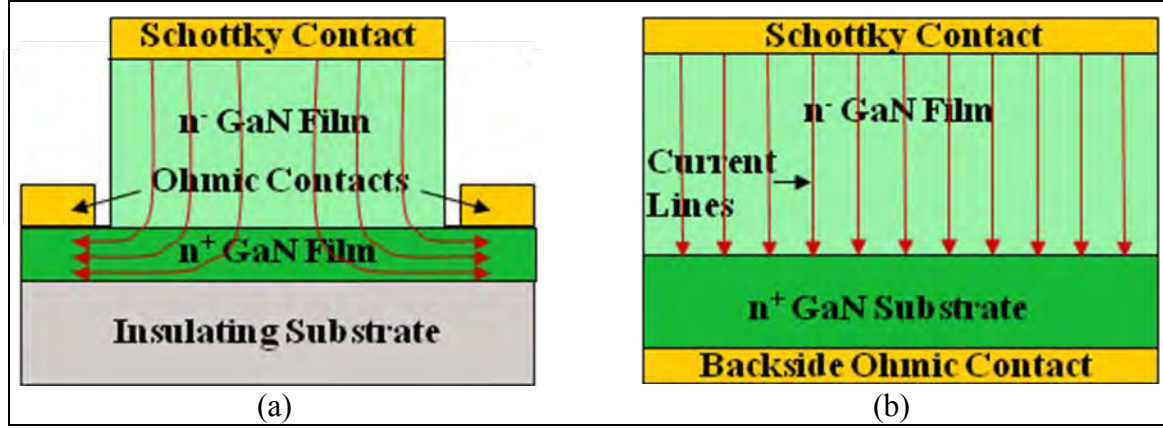 Schottky Contact
n⁻ GaN Film
Ohmic Contacts
n⁺ GaN Film
Insulating Substrate
(a)
Schottky Contact
n⁻ GaN Film
Current
Lines
n⁺ GaN Substrate
Backside Ohmic Contact
(b)